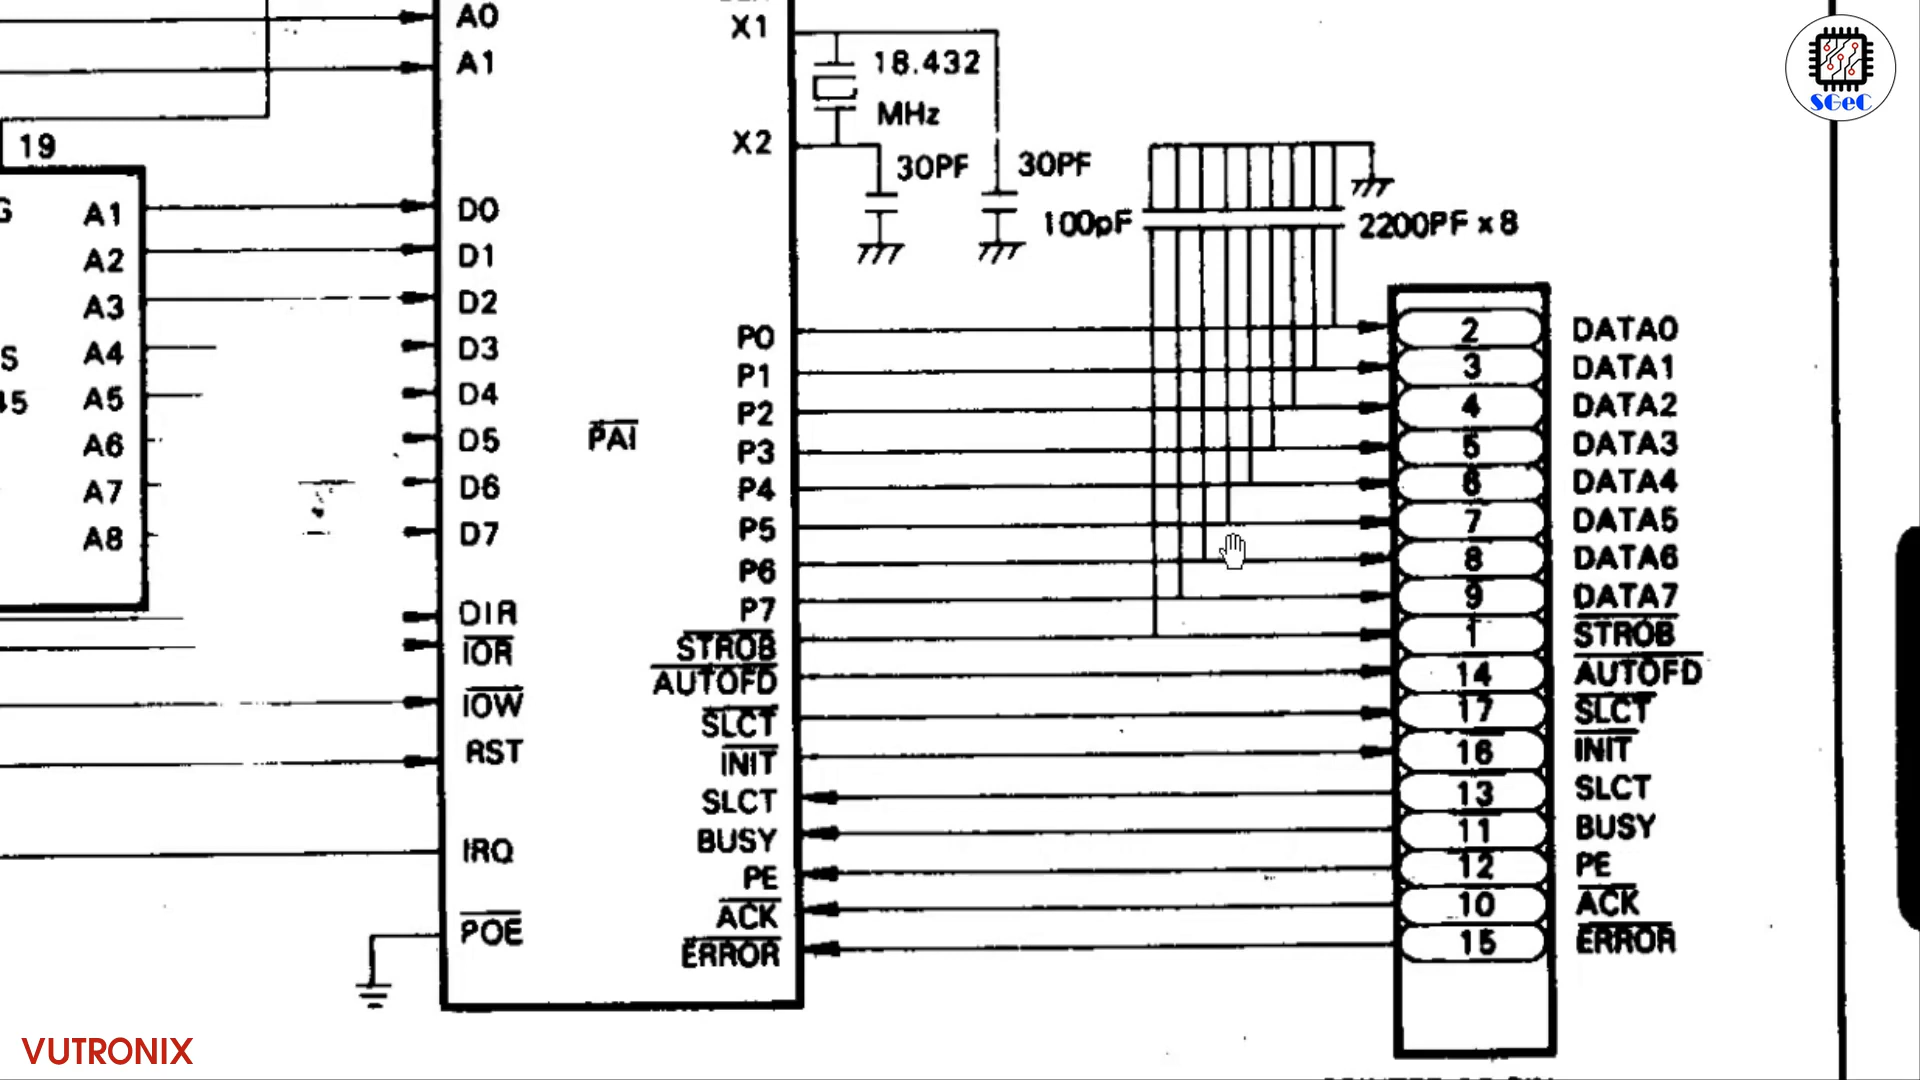 A0
A1
19
A1
A2
A3
A4
A5
A6
A7
A8
G
S
45
D0
D1
D2
D3
D4
D5
D6
D7
DIR
IOR
IOW
RST
IRQ
POE
PAI
X1
X2
18.432
MHz
30PF
30PF
100pF
2200PF x 8
P0
P1
P2
P3
P4
P5
P6
P7
STROB
AUTOFD
SLCT
INIT
SLCT
BUSY
PE
ACK
ERROR
2 DATA0
3 DATA1
4 DATA2
5 DATA3
6 DATA4
7 DATA5
8 DATA6
9 DATA7
1 STROB
14 AUTOFD
17 SLCT
16 INIT
13 SLCT
11 BUSY
12 PE
10 ACK
15 ERROR
SGeC
VUTRONIX